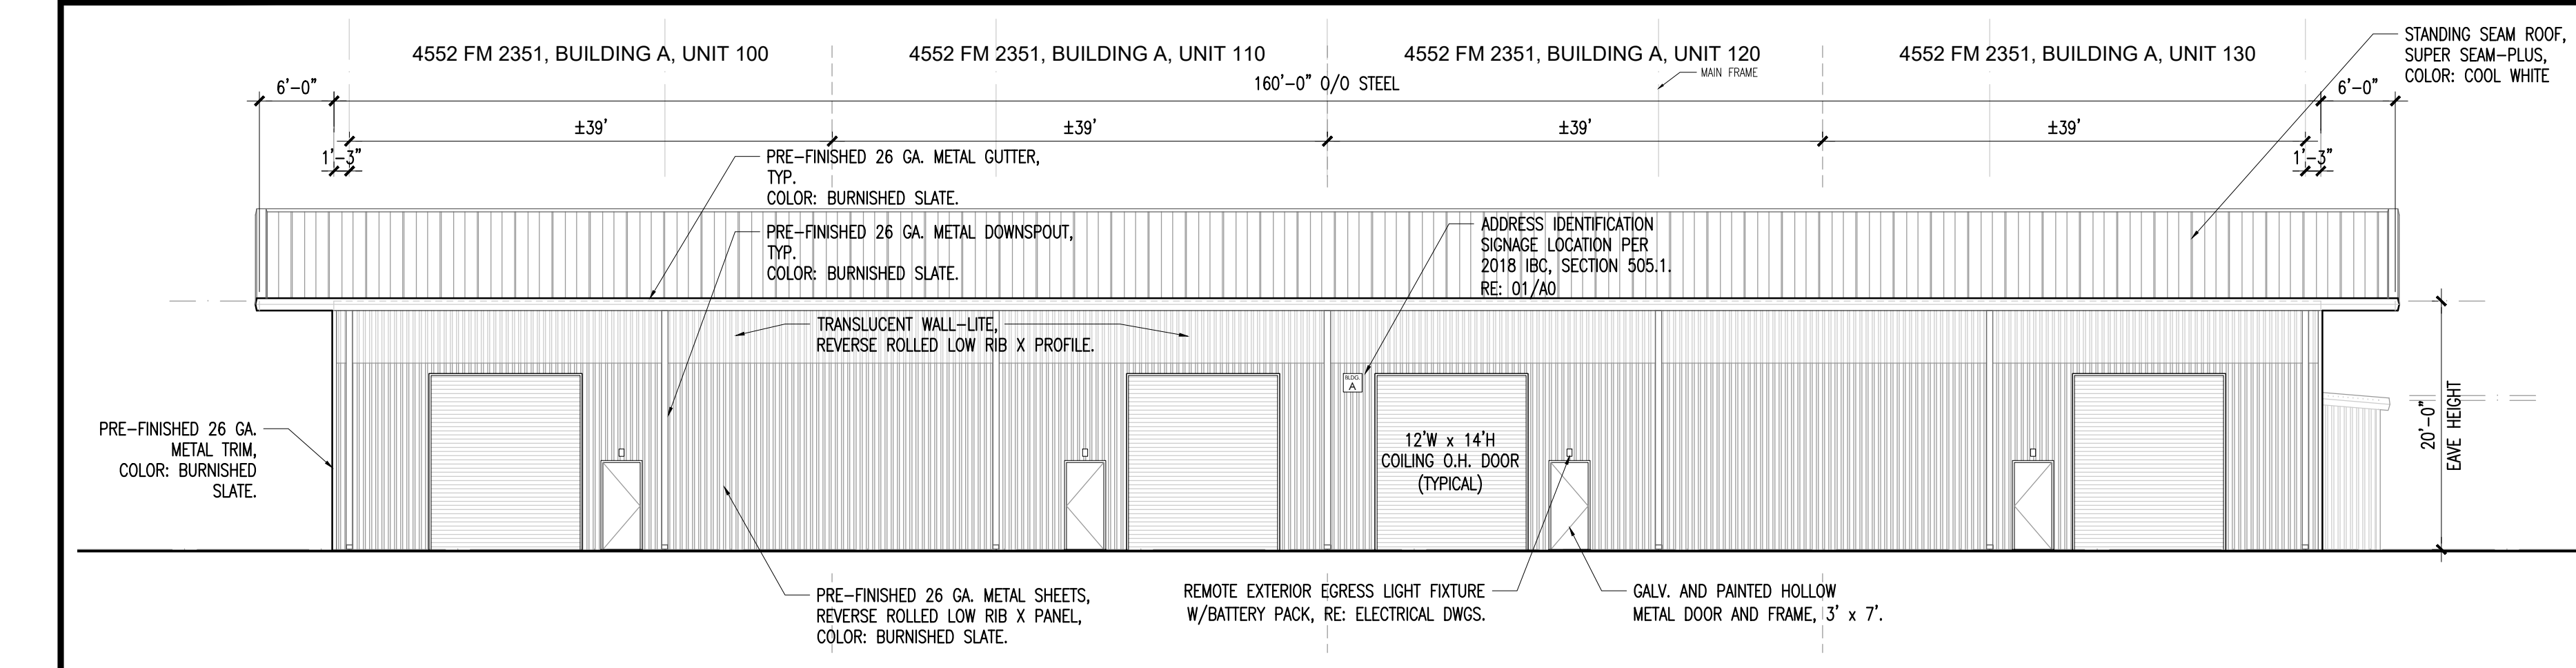 4552 FM 2351, BUILDING A, UNIT 100
4552 FM 2351, BUILDING A, UNIT 110
4552 FM 2351, BUILDING A, UNIT 120
4552 FM 2351, BUILDING A, UNIT 130
STANDING SEAM ROOF,
SUPER SEAM-PLUS,
COLOR: COOL WHITE
MAIN FRAME
6'-0"
160'-0" O/O STEEL
6'-0"
±39'
±39'
±39'
±39'
1'-3"
1'-3"
PRE-FINISHED 26 GA. METAL GUTTER,
TYP.
COLOR: BURNISHED SLATE.
PRE-FINISHED 26 GA. METAL DOWNSPOUT,
TYP.
COLOR: BURNISHED SLATE.
ADDRESS IDENTIFICATION
SIGNAGE LOCATION PER
2018 IBC, SECTION 505.1.
RE: 01/A0
TRANSLUCENT WALL-LITE,
REVERSE ROLLED LOW RIB X PROFILE.
BLDG.
A
PRE-FINISHED 26 GA.
METAL TRIM,
COLOR: BURNISHED
SLATE.
12'W x 14'H
COILING O.H. DOOR
(TYPICAL)
20'-0"
EAVE HEIGHT
PRE-FINISHED 26 GA. METAL SHEETS,
REVERSE ROLLED LOW RIB X PANEL,
COLOR: BURNISHED SLATE.
REMOTE EXTERIOR EGRESS LIGHT FIXTURE
W/BATTERY PACK, RE: ELECTRICAL DWGS.
GALV. AND PAINTED HOLLOW
METAL DOOR AND FRAME, 3' x 7'.